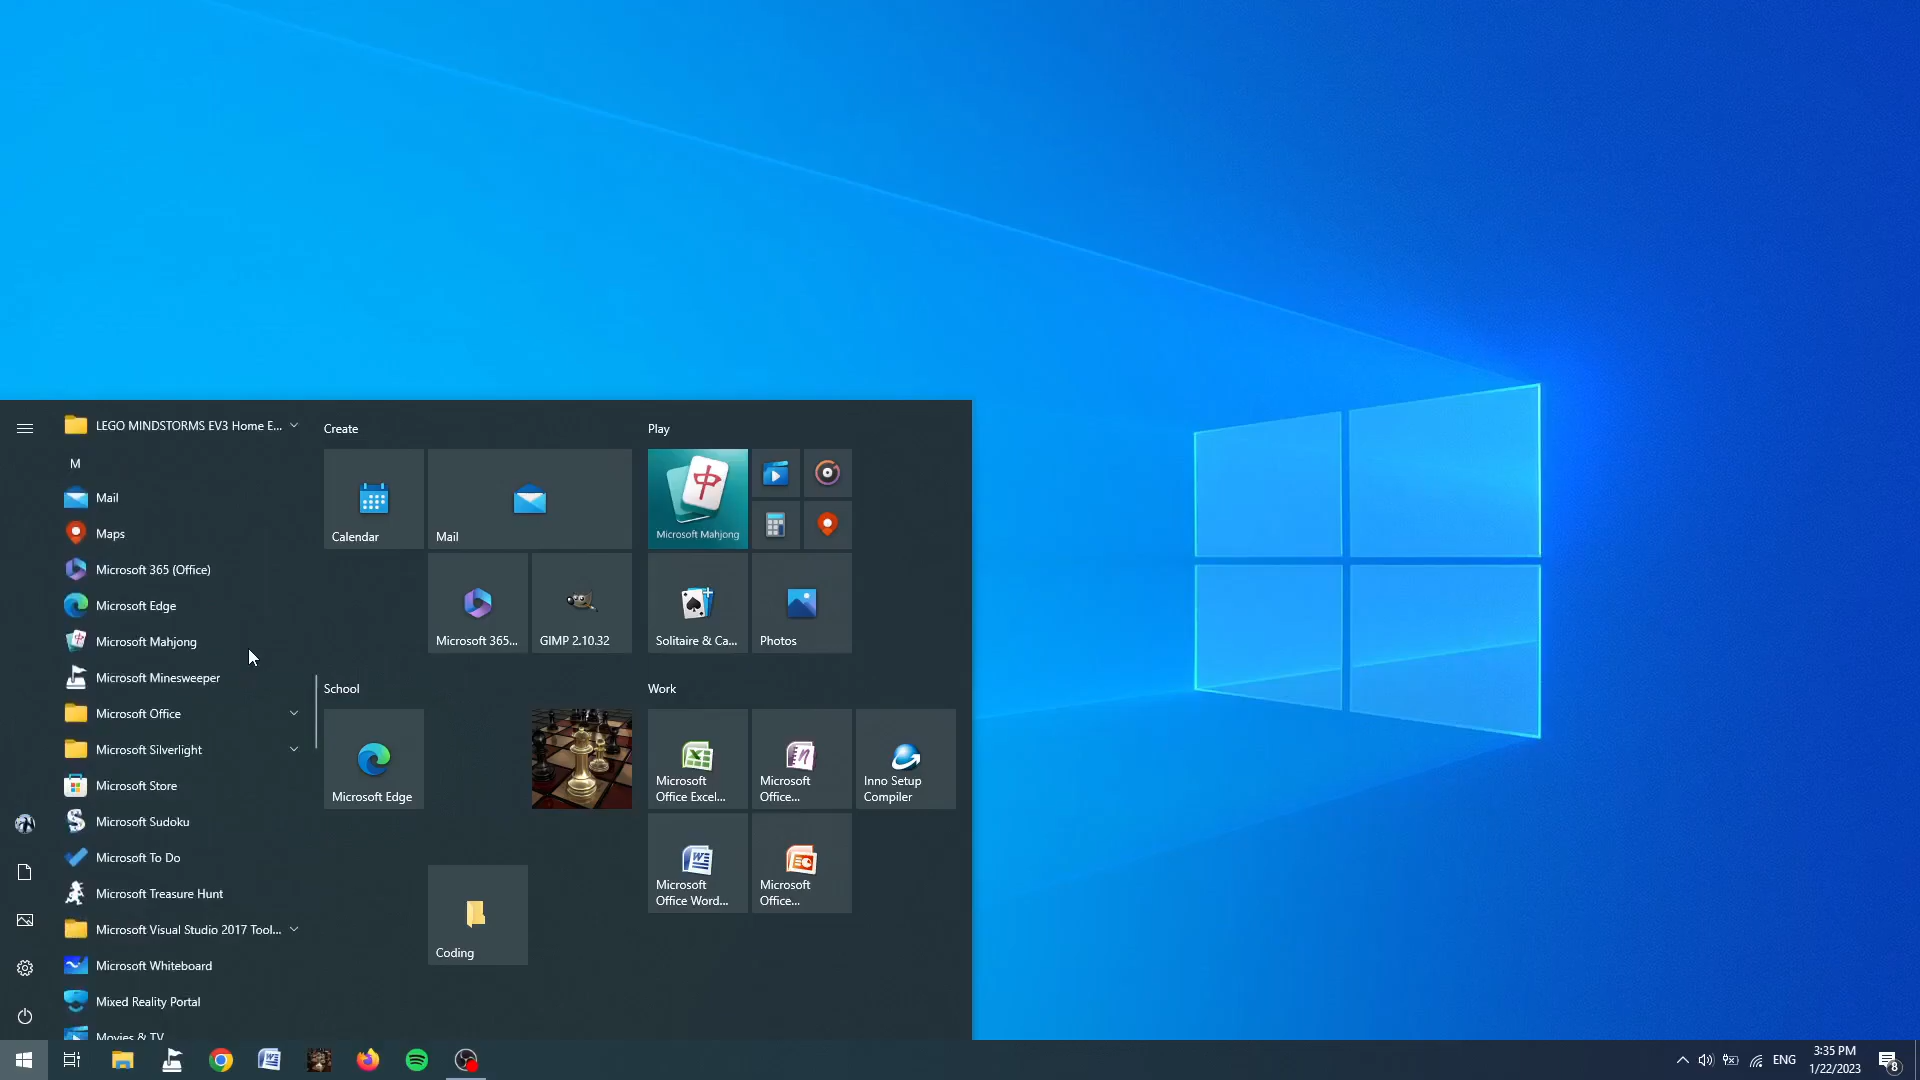 LEGO MINDSTORMS EV3 Home E...
M
Mail
Maps
Microsoft 365 (Office)
Microsoft Edge
Microsoft Mahjong
Microsoft Minesweeper
Microsoft Office
Microsoft Silverlight
Microsoft Store
Microsoft Sudoku
Microsoft To Do
Microsoft Treasure Hunt
Microsoft Visual Studio 2017 Tool...
Microsoft Whiteboard
Mixed Reality Portal
Movies & TV
Create
Calendar
Mail
Microsoft 365...
GIMP 2.10.32
Play
中
Microsoft Mahjong
Solitaire & Ca...
Photos
School
Microsoft Edge
Coding
Work
Microsoft
Office Excel...
Microsoft
Office...
Inno Setup
Compiler
Microsoft
Office Word...
Microsoft
Office...
ENG
3:35 PM
1/22/2023
8